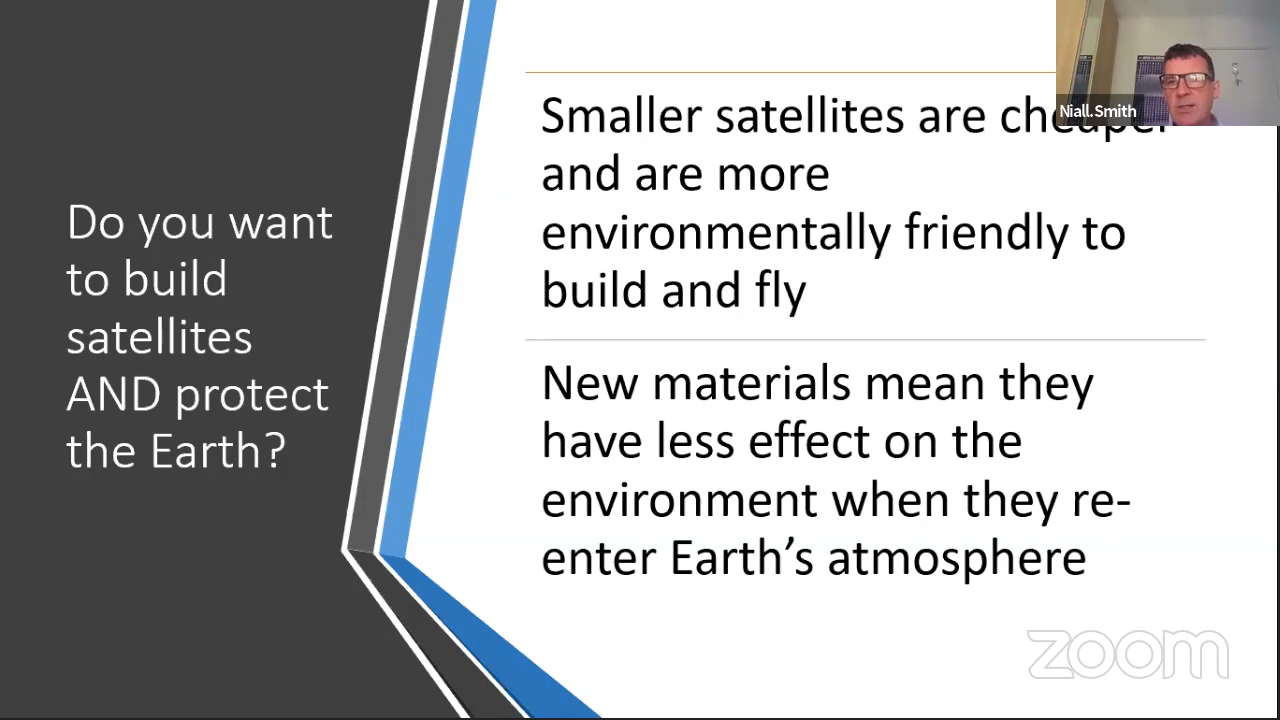 Do you want
to build
satellites
AND protect
the Earth?
Smaller satellites are cheaper
and are more
environmentally friendly to
build and fly
New materials mean they
have less effect on the
environment when they re-
enter Earth's atmosphere
Niall.Smith
zoom